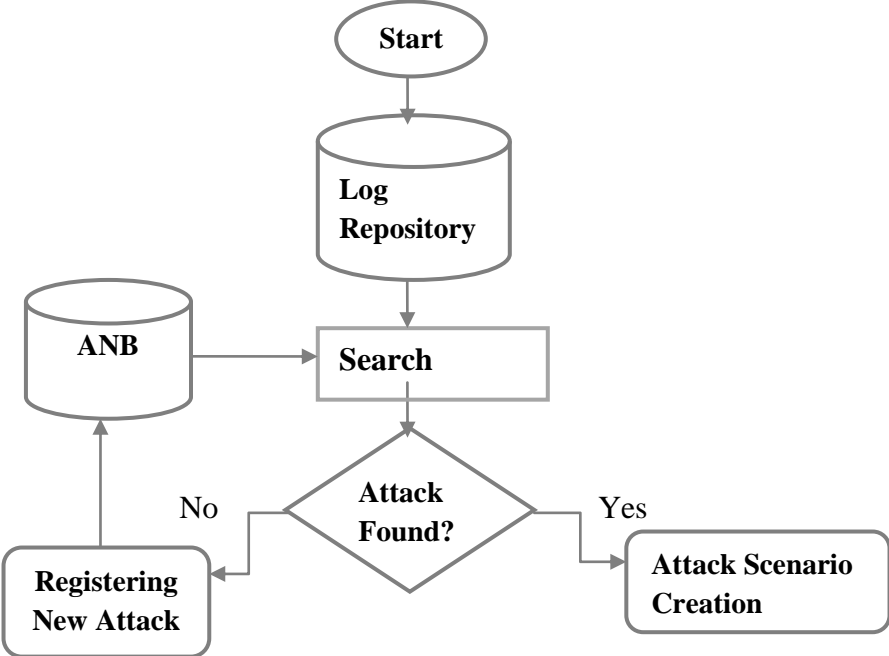 Start
Log
Repository
ANB
Search
Attack
Found?
No
Yes
Registering
New Attack
Attack Scenario
Creation